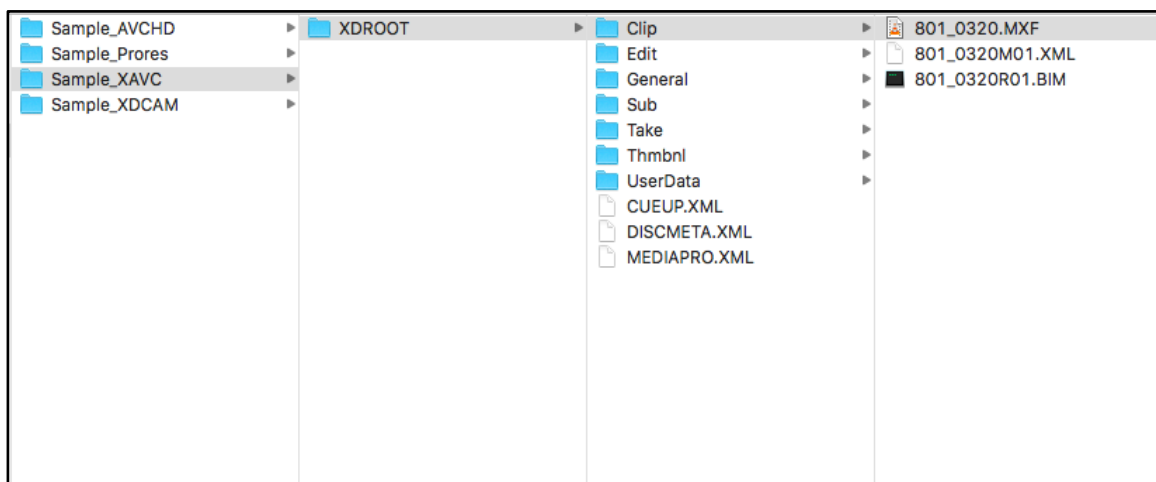 Sample_AVCHD
Sample_Prores
Sample_XAVC
Sample_XDCAM
XDROOT
Clip
Edit
General
Sub
Take
Thmbnl
UserData
CUEUP.XML
DISCMETA.XML
MEDIAPRO.XML
801_0320.MXF
801_0320M01.XML
801_0320R01.BIM